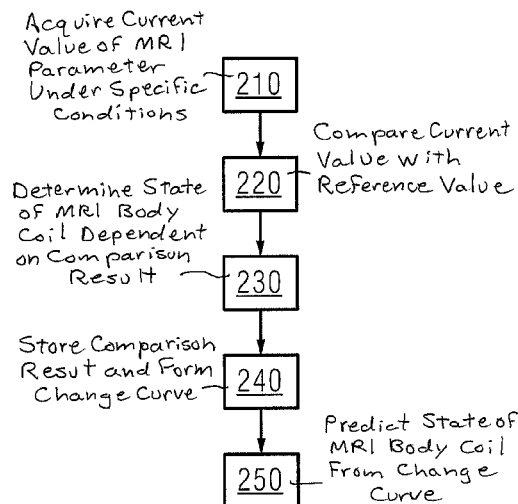 Acquire Current
Value of MRI
Parameter
Under Specific
Conditions
210
Compare Current
Value with
Reference Value
220
Determine State
of MRI Body
Coil Dependent
on Comparison
Result
230
Store Comparison
Resut and Form
Change Curve
240
Predict State of
MRI Body Coil
From Change
Curve
250